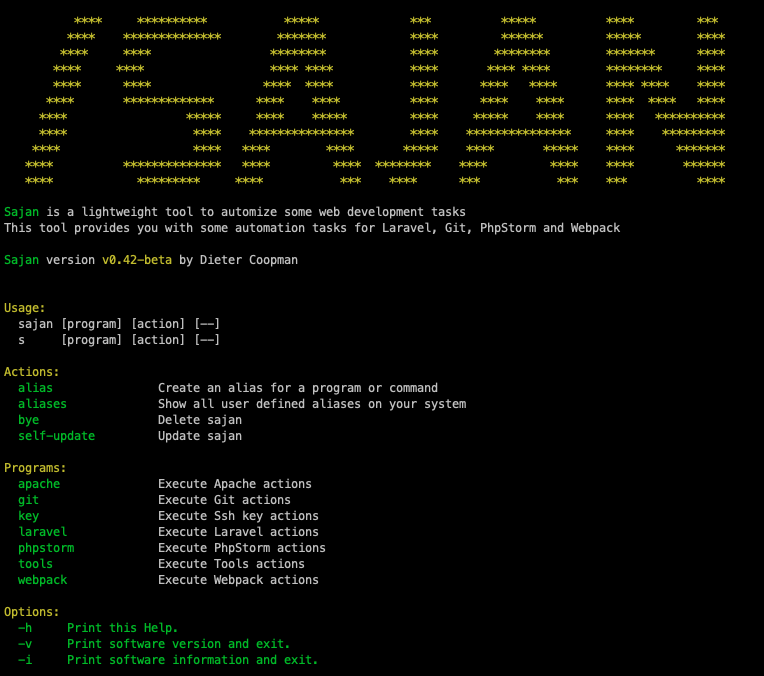 /SAJAN
Sajan is a lightweight tool to automize some web development tasks
This tool provides you with some automation tasks for Laravel, Git, PhpStorm and Webpack
Sajan version v0.42-beta by Dieter Coopman
Usage:
sajan [program] [action] [--]
s [program] [action] [--]
Actions:
alias Create an alias for a program or command
aliases Show all user defined aliases on your system
bye Delete sajan
self-update Update sajan
Programs:
apache Execute Apache actions
git Execute Git actions
key Execute Ssh key actions
laravel Execute Laravel actions
phpstorm Execute PhpStorm actions
tools Execute Tools actions
webpack Execute Webpack actions
Options:
-h Print this Help.
-v Print software version and exit.
-i Print software information and exit.